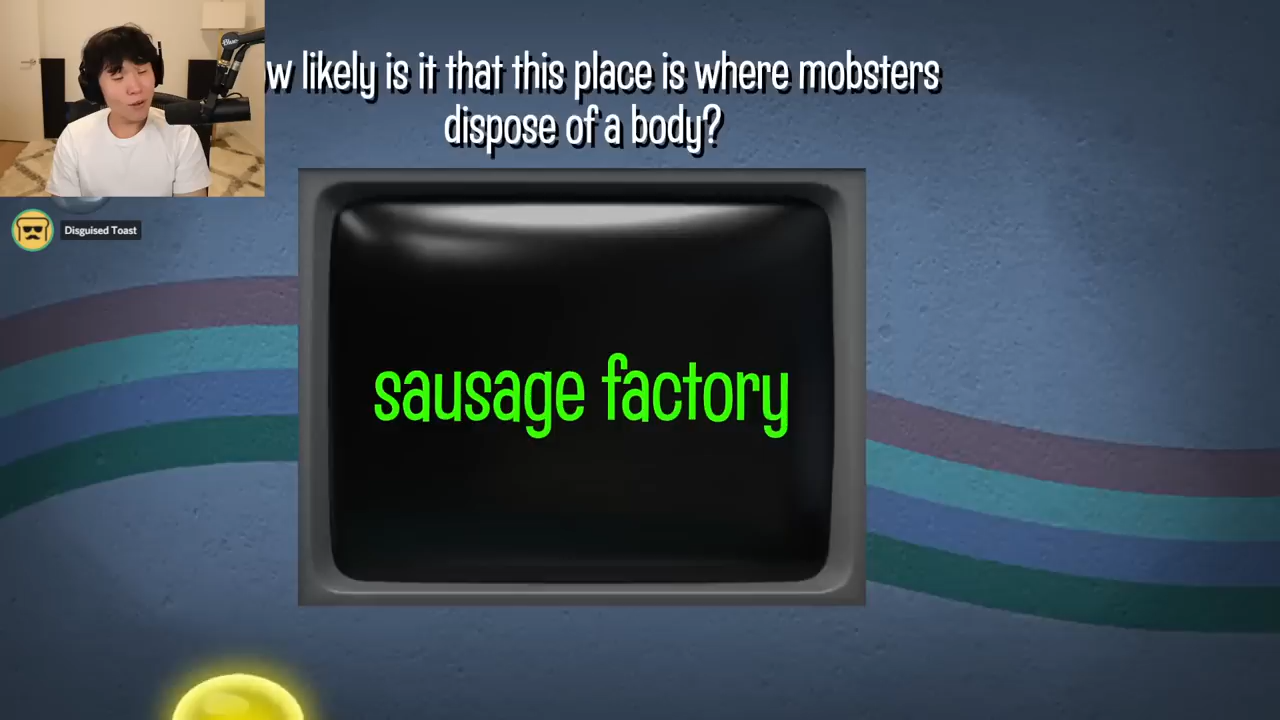 w likely is it that this place is where mobsters
dispose of a body?
Disguised Toast
sausage factory